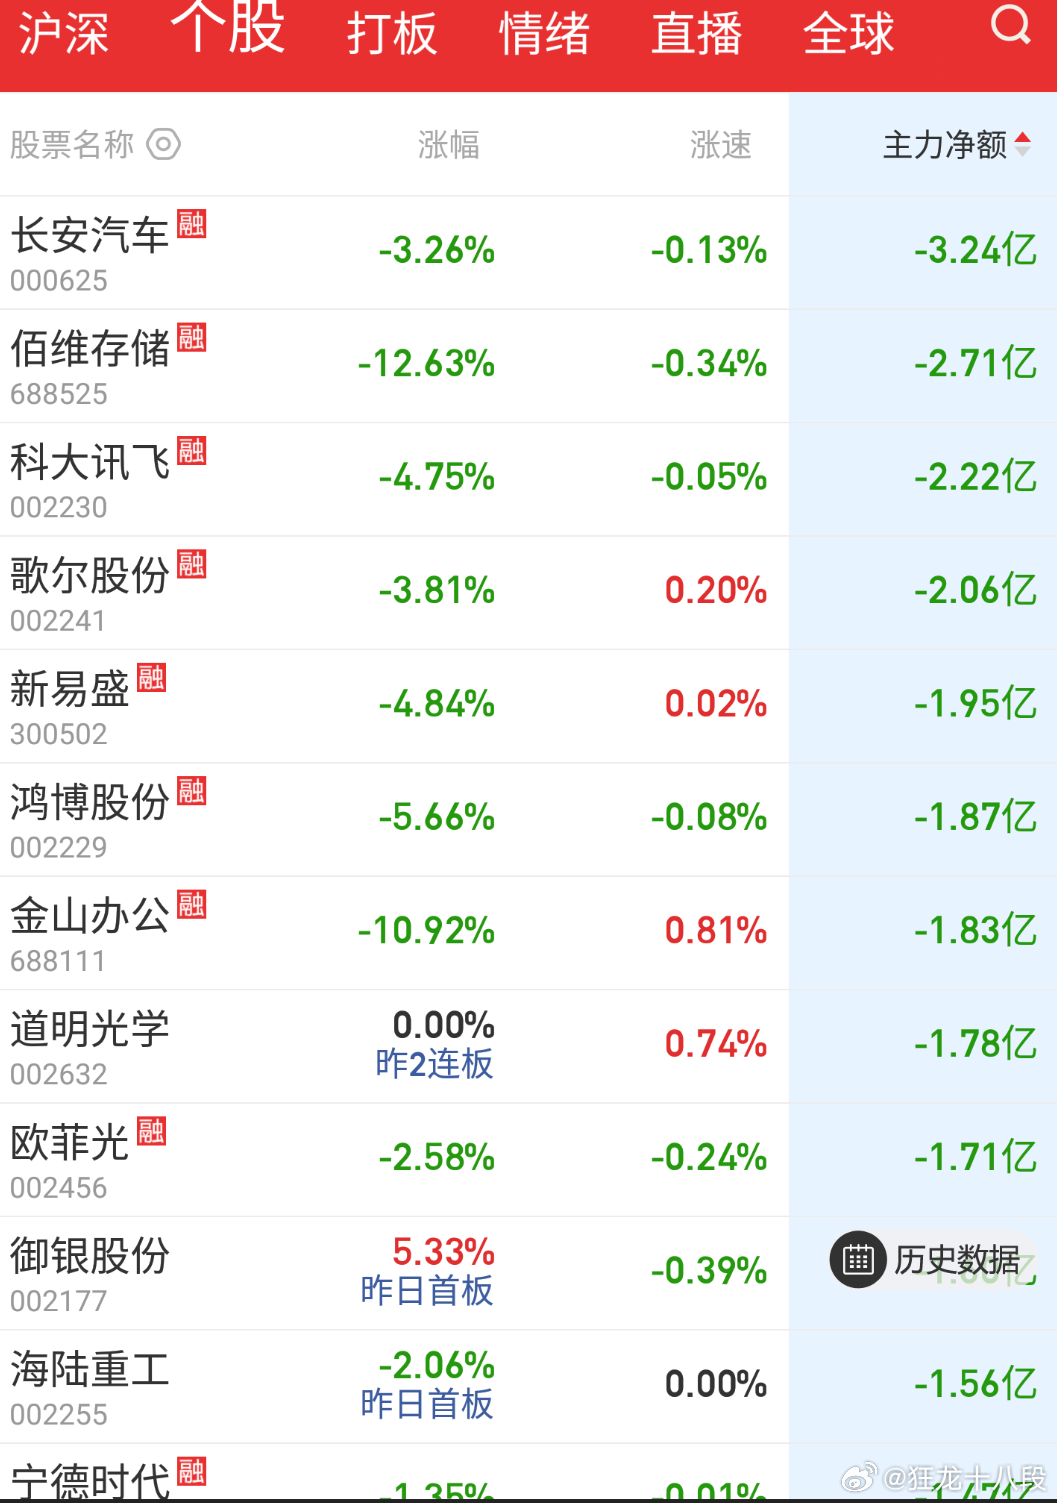 沪深 个股 打板 情绪 直播 全球
股票名称 涨幅 涨速 主力净额
长安汽车 融 -3.26% -0.13% -3.24亿
000625
佰维存储 融 -12.63% -0.34% -2.71亿
688525
科大讯飞 融 -4.75% -0.05% -2.22亿
002230
歌尔股份 融 -3.81% 0.20% -2.06亿
002241
新易盛 融 -4.84% 0.02% -1.95亿
300502
鸿博股份 融 -5.66% -0.08% -1.87亿
002229
金山办公 融 -10.92% 0.81% -1.83亿
688111
道明光学 0.00% 0.74% -1.78亿
002632 昨2连板
欧菲光 融 -2.58% -0.24% -1.71亿
002456
御银股份 5.33% -0.39% 历史数据
002177 昨日首板
海陆重工 -2.06% 0.00% -1.56亿
002255 昨日首板
宁德时代 融 -1.35% -0.01% -1.47亿
@狂龙十八段